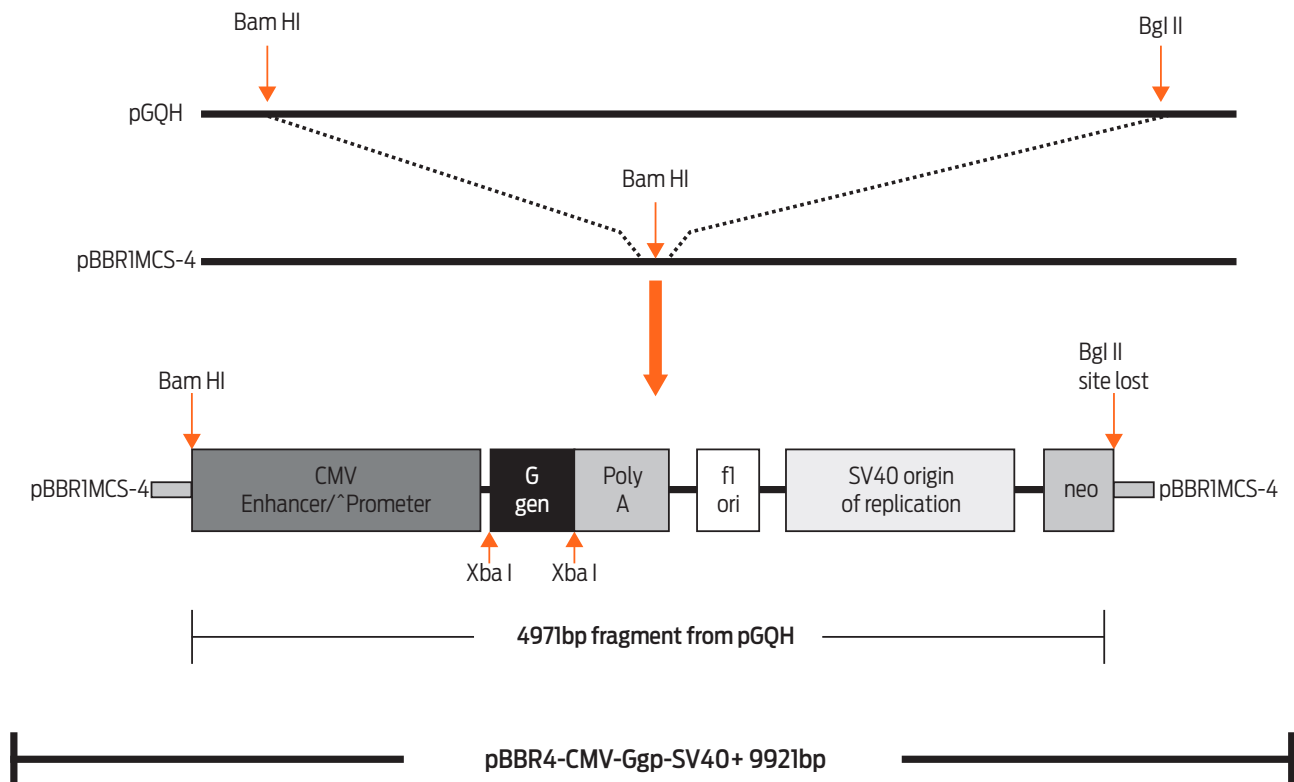 Bam HI
Bgl II
pGQH
Bam HI
pBBR1MCS-4
Bgl II
site lost
Bam HI
pBBR1MCS-4
CMV
Enhancer/^Prometer
G
gen
Poly
A
f1
ori
SV40 origin
of replication
neo
pBBR1MCS-4
Xba I
Xba I
4971bp fragment from pGQH
pBBR4-CMV-Ggp-SV40+ 9921bp